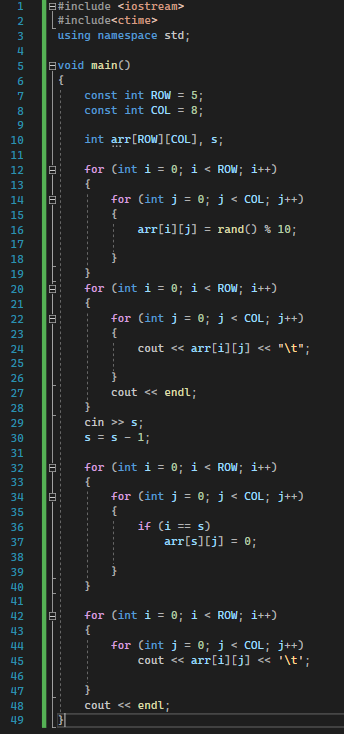 1 #include <iostream>
2 #include<ctime>
3 using namespace std;
4
5 void main()
6 {
7 const int ROW = 5;
8 const int COL = 8;
9
10 int arr[ROW][COL], s;
11
12 for (int i = 0; i < ROW; i++)
13 {
14 for (int j = 0; j < COL; j++)
15 {
16 arr[i][j] = rand() % 10;
17
18 }
19 }
20 for (int i = 0; i < ROW; i++)
21 {
22 for (int j = 0; j < COL; j++)
23 {
24 cout << arr[i][j] << "\t";
25
26 }
27 cout << endl;
28 }
29 cin >> s;
30 s = s - 1;
31
32 for (int i = 0; i < ROW; i++)
33 {
34 for (int j = 0; j < COL; j++)
35 {
36 if (i == s)
37 arr[s][j] = 0;
38
39 }
40 }
41
42 for (int i = 0; i < ROW; i++)
43 {
44 for (int j = 0; j < COL; j++)
45 cout << arr[i][j] << '\t';
46
47 }
48 cout << endl;
49 }